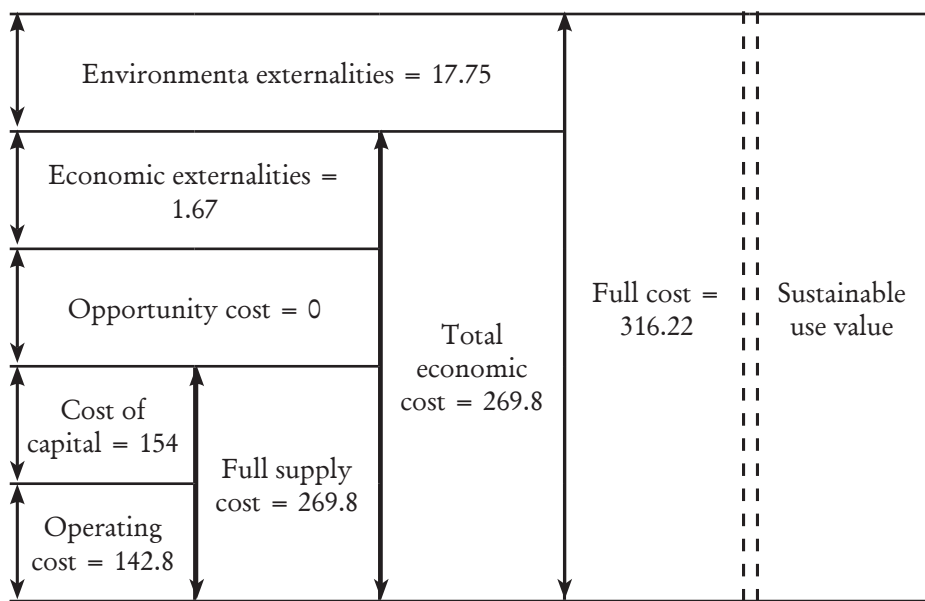 Environmenta externalities = 17.75
Economic externalities =
1.67
Opportunity cost = 0
Cost of
capital = 154
Operating
cost = 142.8
Full supply
cost = 269.8
Total
economic
cost = 269.8
Full cost =
316.22
Sustainable
use value